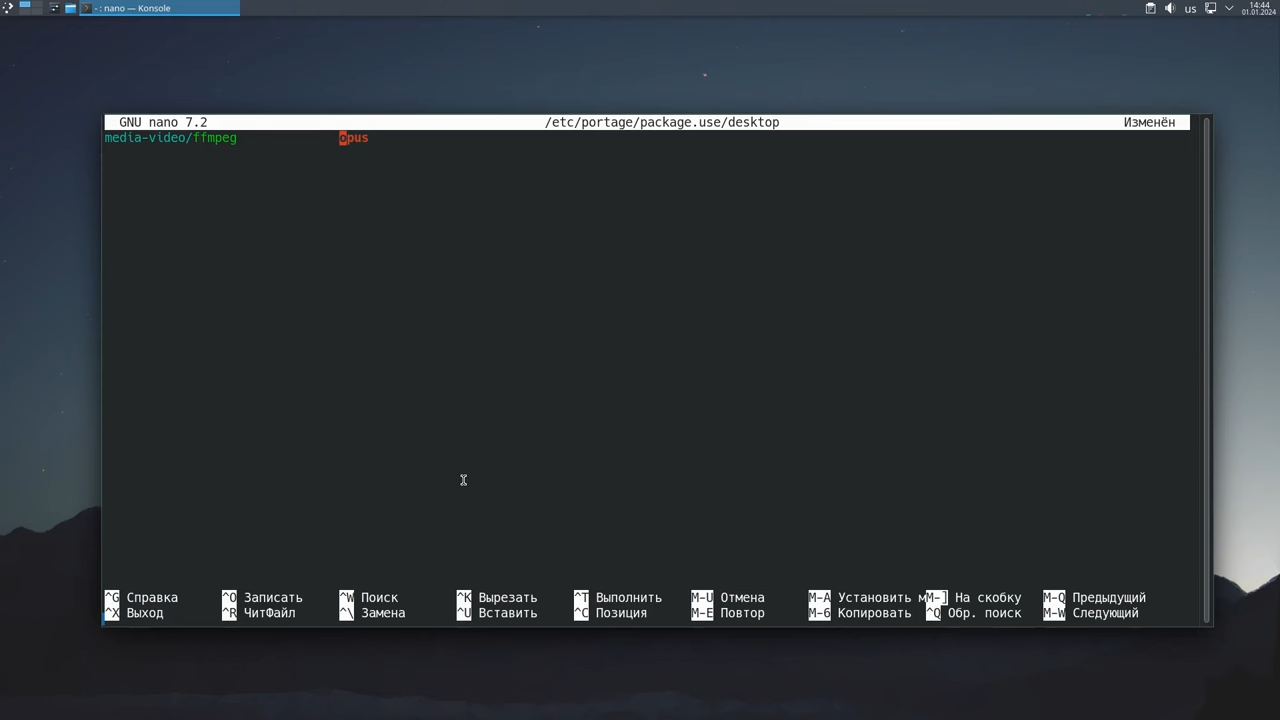 - : nano — Konsole
us
14:44
01.01.2024
GNU nano 7.2 /etc/portage/package.use/desktop Изменён
media-video/ffmpeg opus
^G Справка ^O Записать ^W Поиск ^K Вырезать ^T Выполнить M-U Отмена M-A Установить мM-] На скобку M-Q Предыдущий
^X Выход ^R ЧитФайл ^\ Замена ^U Вставить ^C Позиция M-E Повтор M-6 Копировать ^Q Обр. поиск M-W Следующий